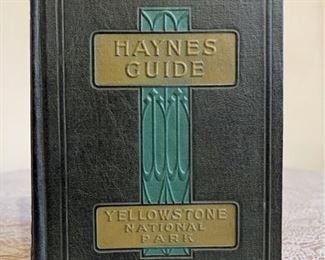 HAYNES
GUIDE
YELLOWSTONE
NATIONAL
PARK